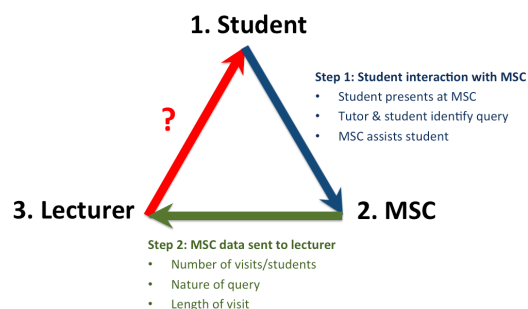 1. Student
Step 1: Student interaction with MSC
• Student presents at MSC
• Tutor & student identify query
• MSC assists student
?
3. Lecturer
2. MSC
Step 2: MSC data sent to lecturer
• Number of visits/students
• Nature of query
• Length of visit